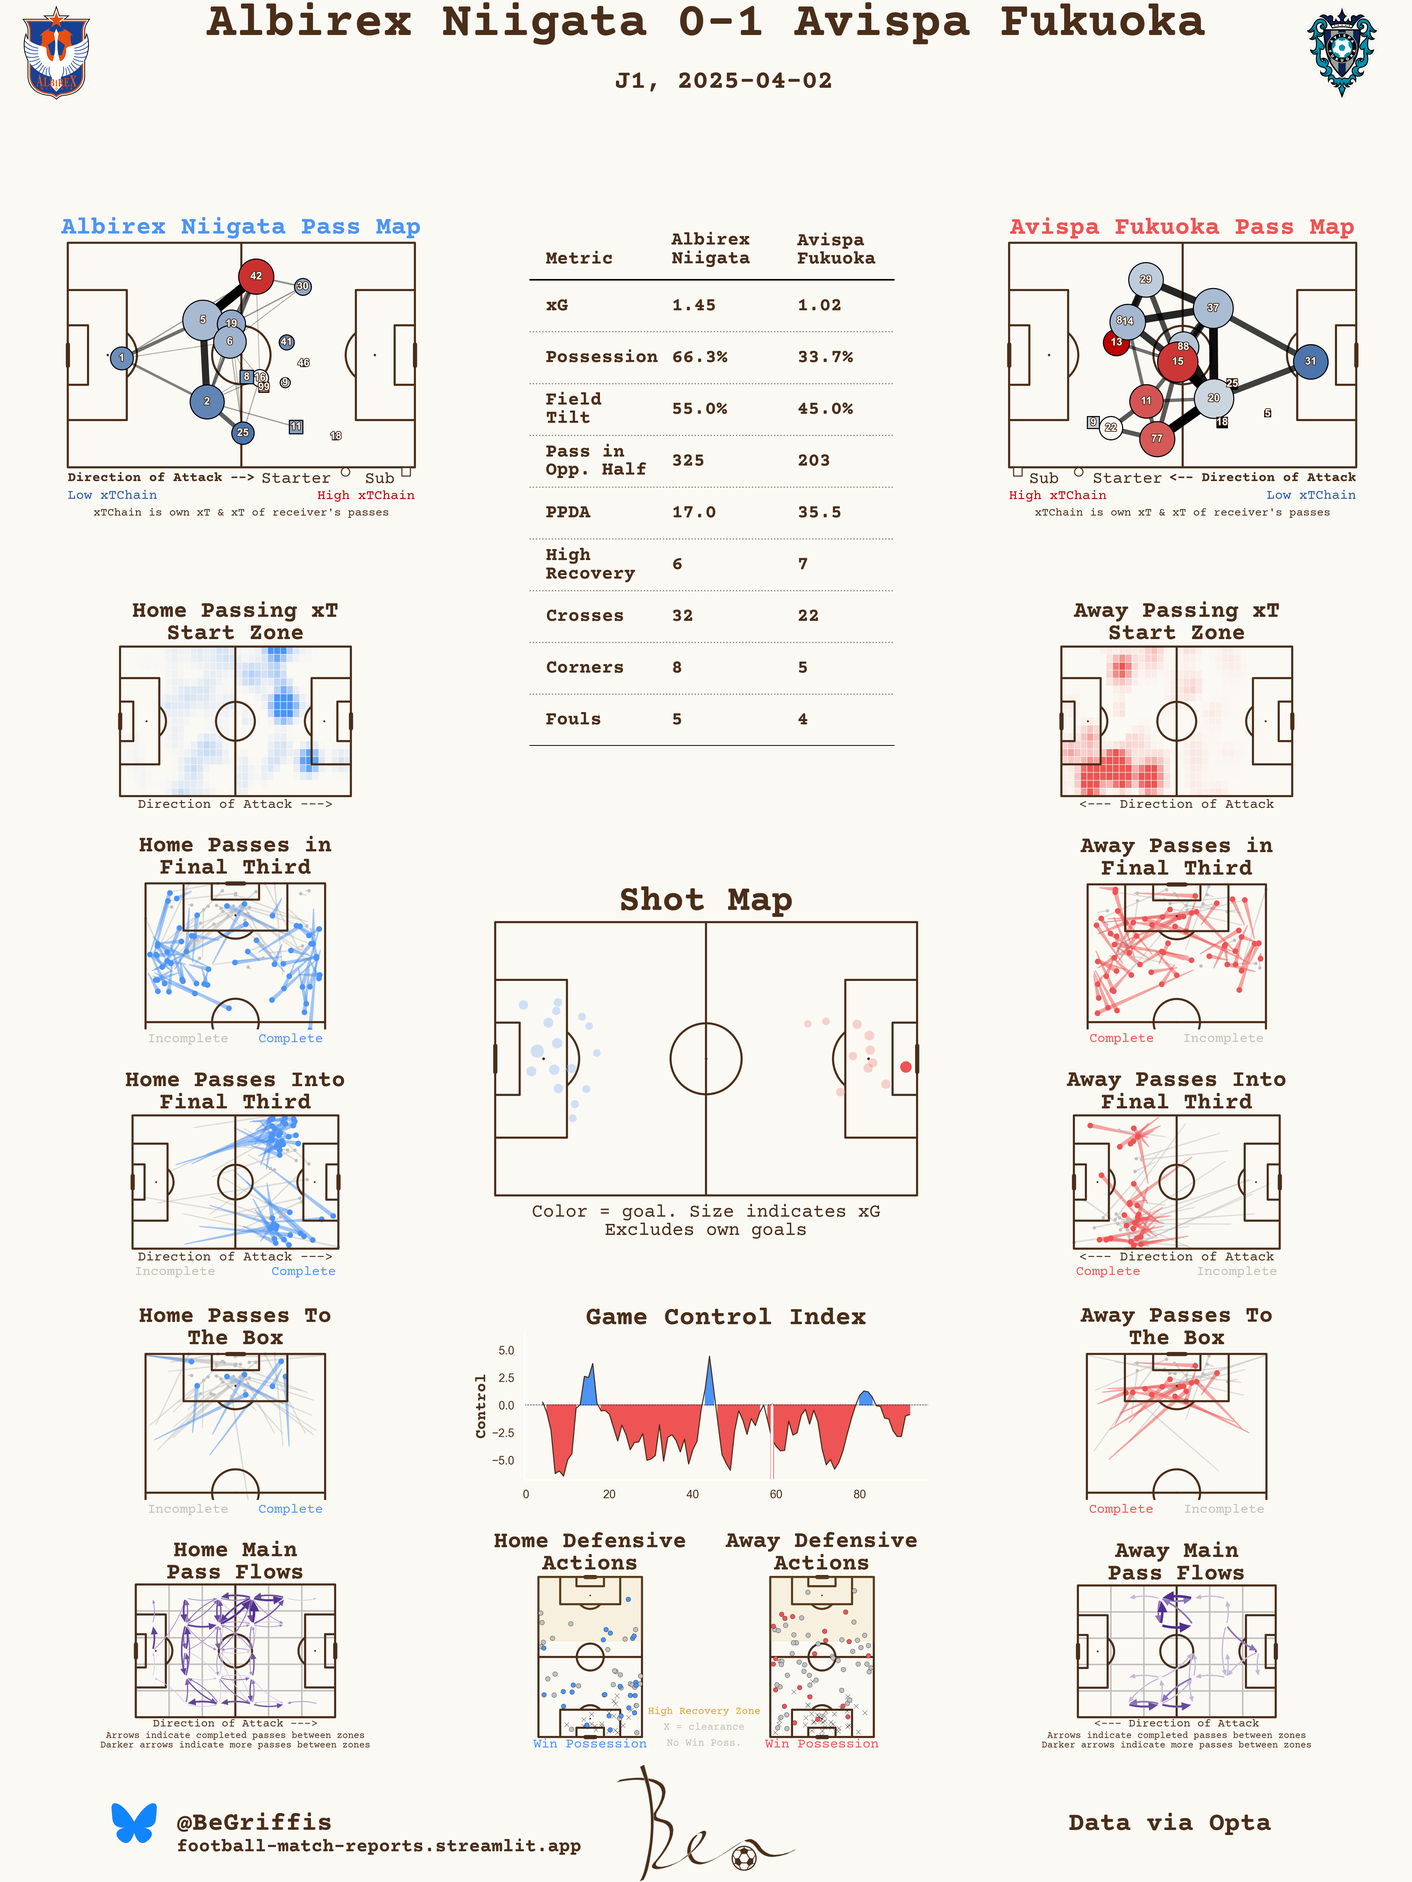 Albirex Niigata 0-1 Avispa Fukuoka
J1, 2025-04-02
ALBIREX
Albirex Niigata Pass Map
42
30
5
19
6
41
1
46
8
16
99
9
2
11
25
18
Direction of Attack --> Starter Sub
Low xTChain High xTChain
xTChain is own xT & xT of receiver's passes
Metric Albirex Niigata Avispa Fukuoka
xG 1.45 1.02
Possession 66.3% 33.7%
Field Tilt 55.0% 45.0%
Pass in Opp. Half 325 203
PPDA 17.0 35.5
High Recovery 6 7
Crosses 32 22
Corners 8 5
Fouls 5 4
Avispa Fukuoka Pass Map
29
37
8
14
13
88
15
31
25
11
20
5
9
22
18
77
Sub Starter <-- Direction of Attack
High xTChain Low xTChain
xTChain is own xT & xT of receiver's passes
Home Passing xT
Start Zone
Direction of Attack --->
Away Passing xT
Start Zone
<--- Direction of Attack
Home Passes in
Final Third
Incomplete Complete
Away Passes in
Final Third
Complete Incomplete
Shot Map
Color = goal. Size indicates xG
Excludes own goals
Home Passes Into
Final Third
Direction of Attack --->
Incomplete Complete
Away Passes Into
Final Third
<--- Direction of Attack
Complete Incomplete
Home Passes To
The Box
Incomplete Complete
Game Control Index
Control
5.0
2.5
0.0
−2.5
−5.0
0 20 40 60 80
Away Passes To
The Box
Complete Incomplete
Home Main
Pass Flows
Direction of Attack --->
Arrows indicate completed passes between zones
Darker arrows indicate more passes between zones
Home Defensive
Actions
Win Possession
High Recovery Zone
X = clearance
No Win Poss.
Away Defensive
Actions
Win Possession
Away Main
Pass Flows
<--- Direction of Attack
Arrows indicate completed passes between zones
Darker arrows indicate more passes between zones
@BeGriffis
football-match-reports.streamlit.app
Ben
Data via Opta